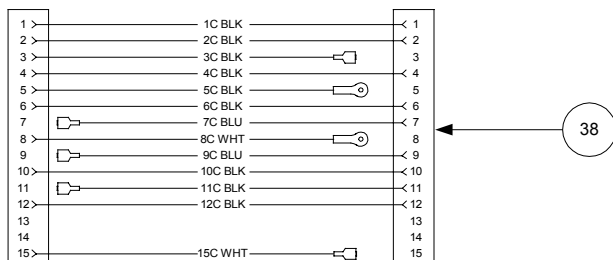 1 1C BLK 1
2 2C BLK 2
3 3C BLK 3
4 4C BLK 4
5 5C BLK 5
6 6C BLK 6
7 7C BLU 7
8 8C WHT 8
9 9C BLU 9
10 10C BLK 10
11 11C BLK 11
12 12C BLK 12
13 13
14 14
15 15C WHT 15
38